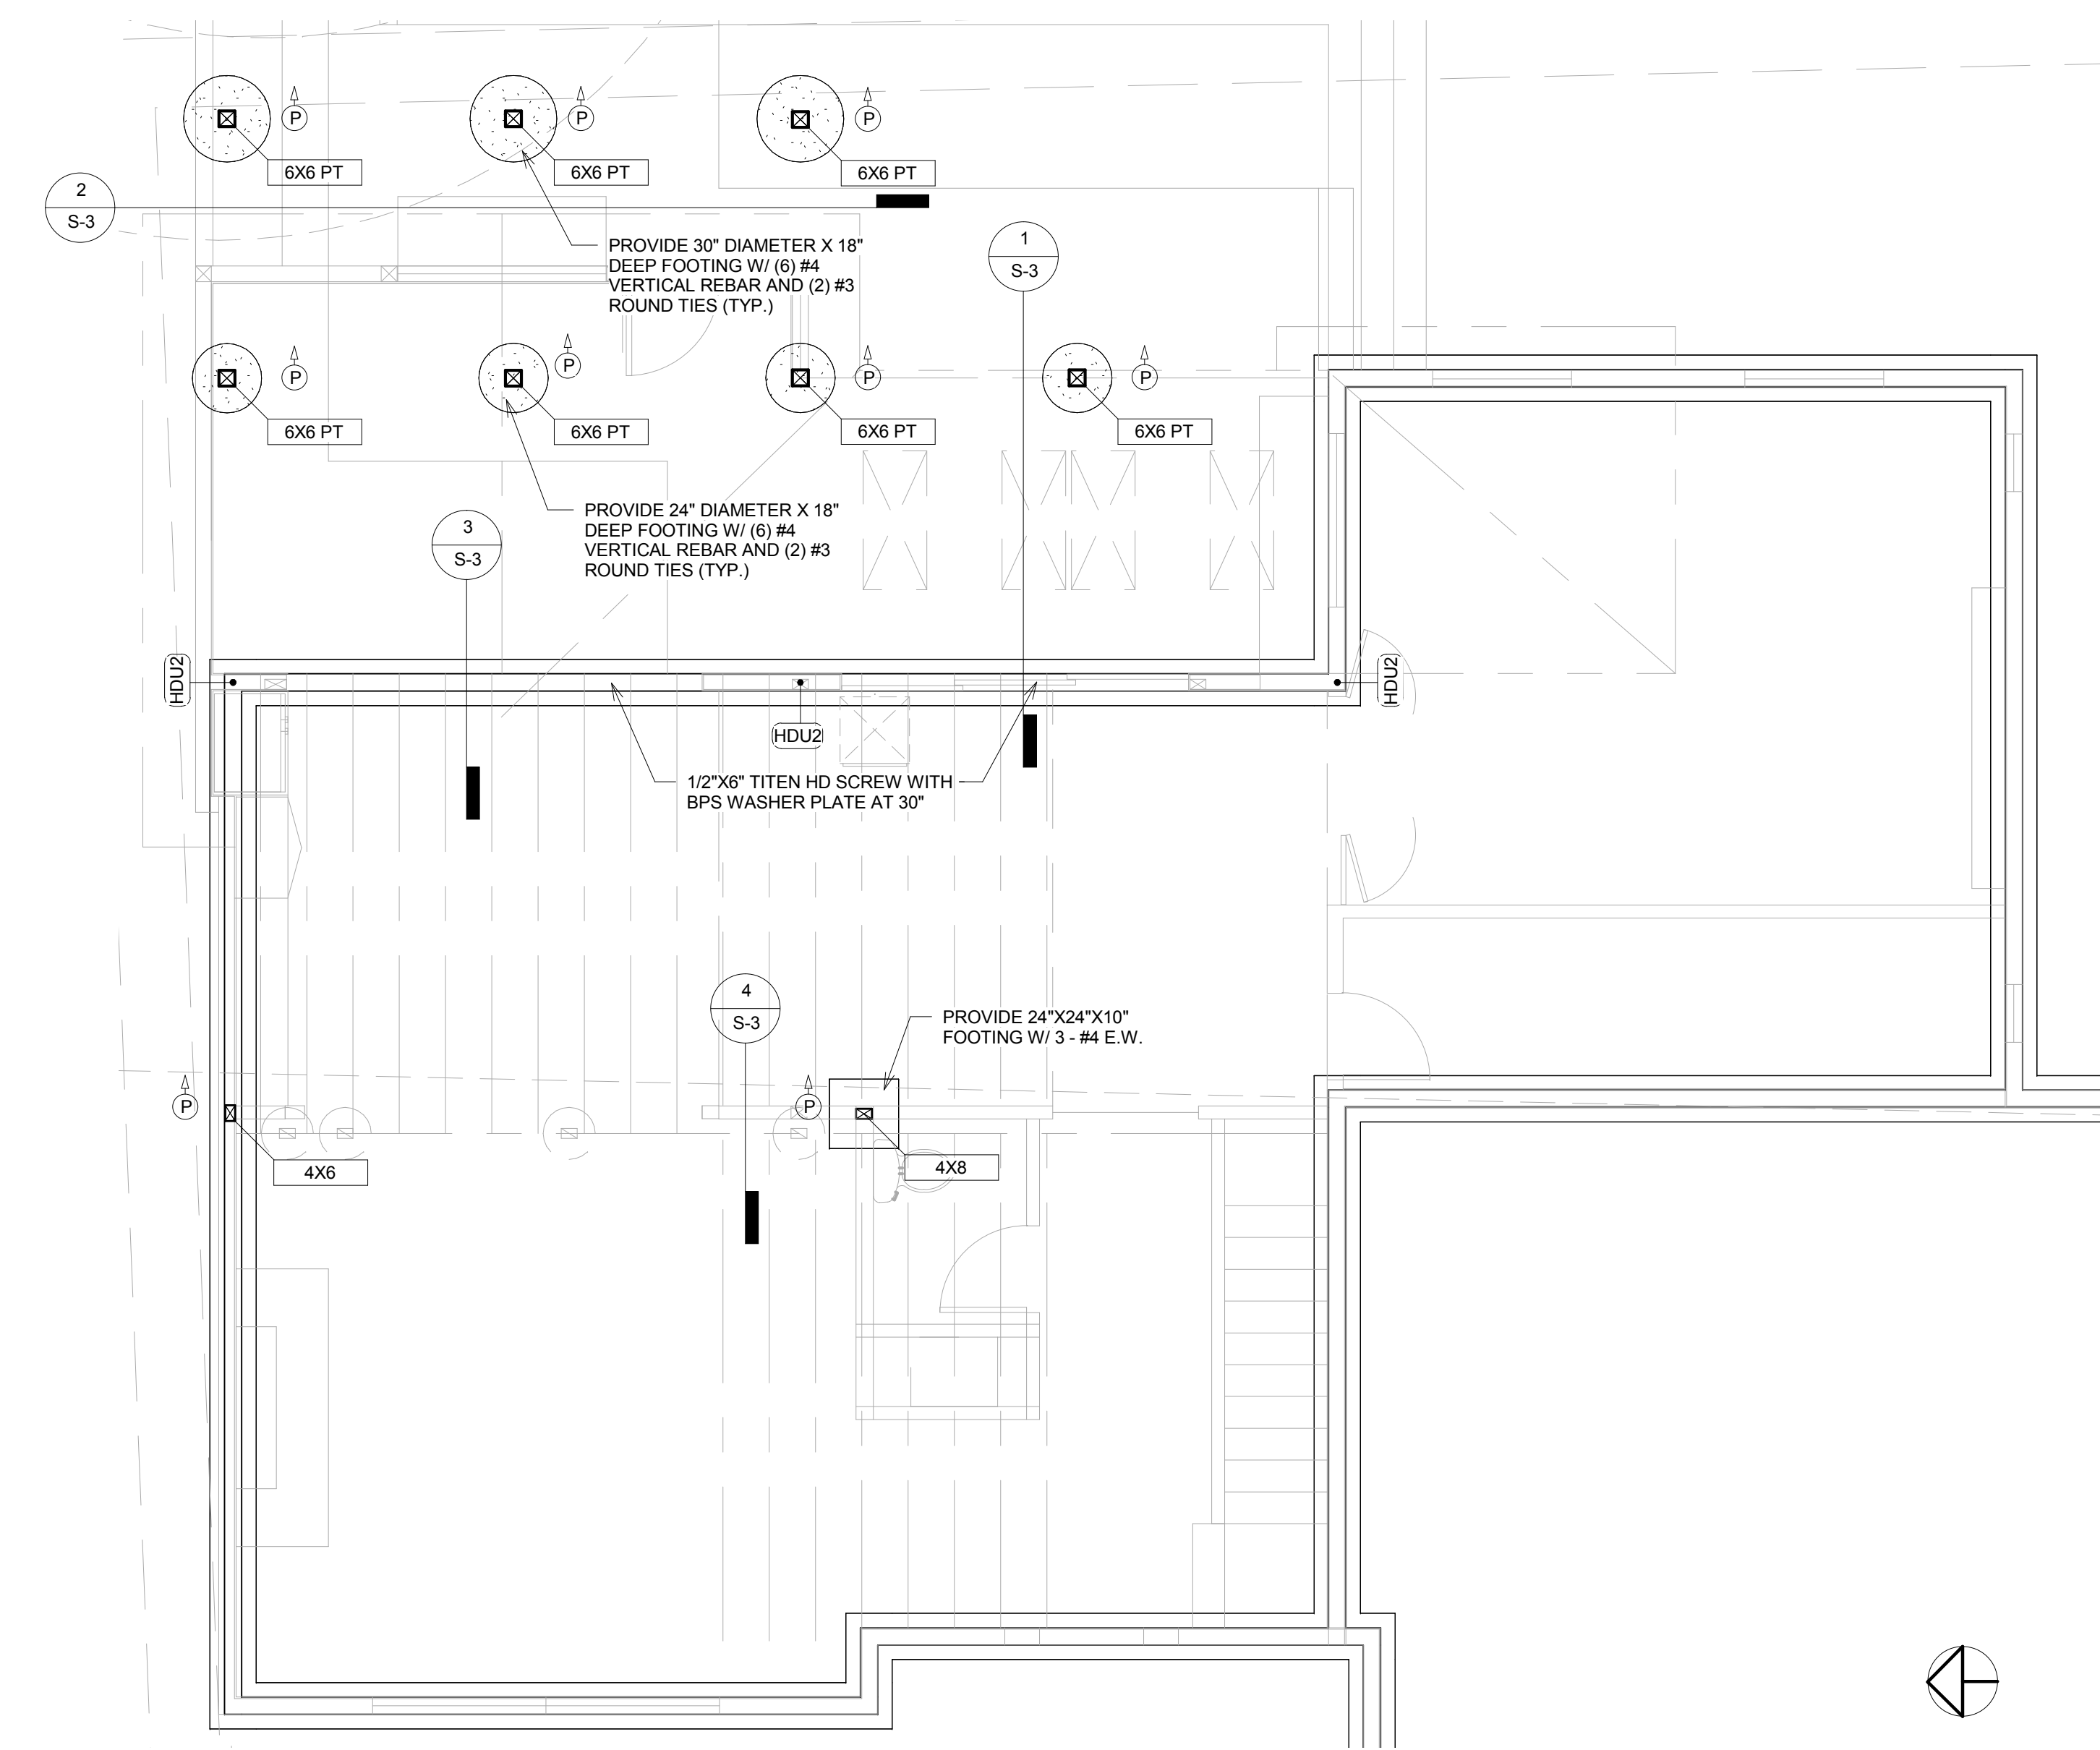 P
P
P
6X6 PT
6X6 PT
6X6 PT
2
S-3
1
S-3
PROVIDE 30" DIAMETER X 18"
DEEP FOOTING W/ (6) #4
VERTICAL REBAR AND (2) #3
ROUND TIES (TYP.)
P
P
P
P
6X6 PT
6X6 PT
6X6 PT
6X6 PT
PROVIDE 24" DIAMETER X 18"
DEEP FOOTING W/ (6) #4
VERTICAL REBAR AND (2) #3
ROUND TIES (TYP.)
3
S-3
HDU2
HDU2
HDU2
1/2"X6" TITEN HD SCREW WITH
BPS WASHER PLATE AT 30"
4
S-3
PROVIDE 24"X24"X10"
FOOTING W/ 3 - #4 E.W.
P
P
4X6
4X8